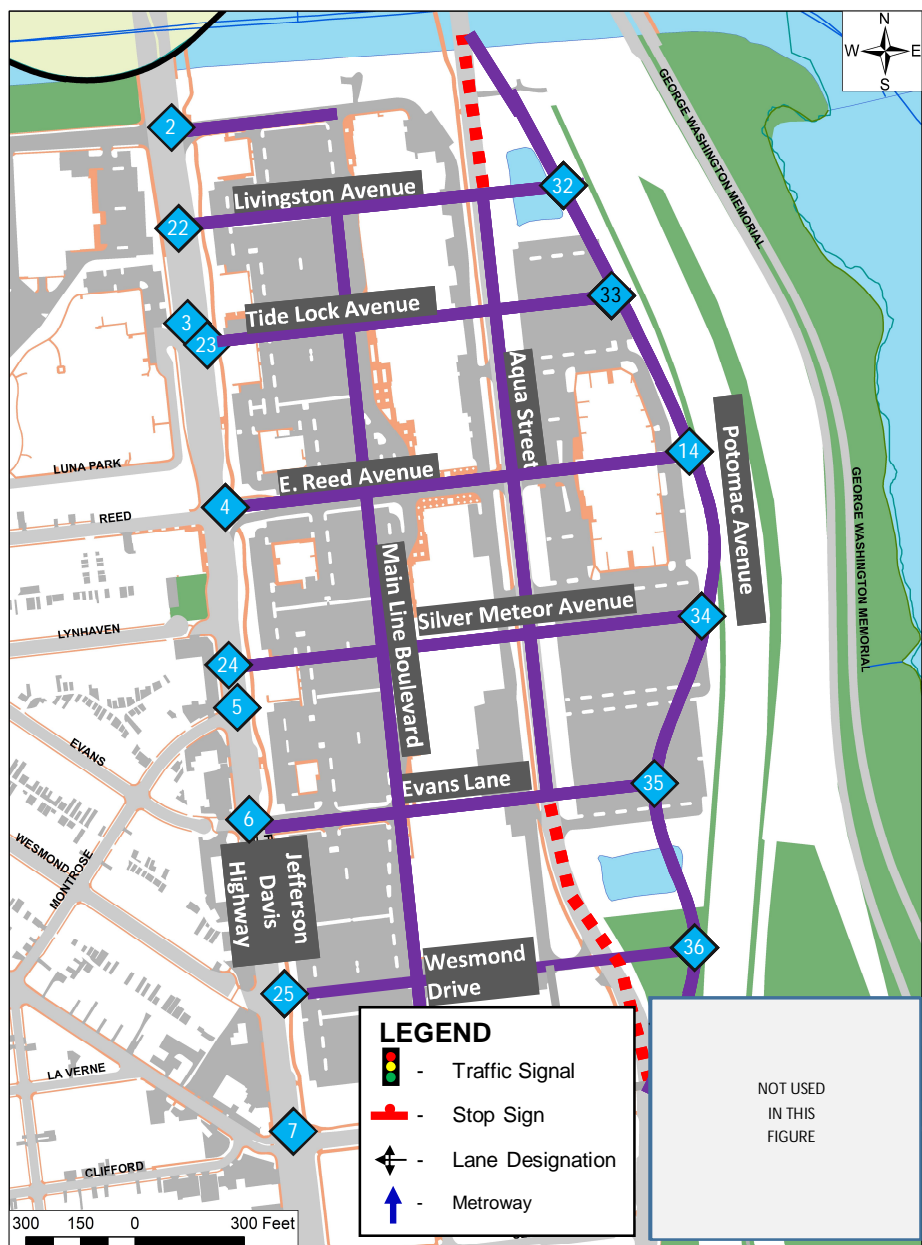 N
W E
S
GEORGE WASHINGTON MEMORIAL
2
Livingston Avenue
32
22
Tide Lock Avenue
33
3
23
Aqua Street
14
Potomac Avenue
LUNA PARK
E. Reed Avenue
4
REED
GEORGE WASHINGTON MEMORIAL
Main Line Boulevard
Silver Meteor Avenue
34
LYNHAVEN
24
5
EVANS
Evans Lane
35
6
WESMOND
MONTROSE
Jefferson
Davis
Highway
36
Wesmond
Drive
25
LEGEND
- Traffic Signal
- Stop Sign
- Lane Designation
- Metroway
NOT USED
IN THIS
FIGURE
LA VERNE
7
CLIFFORD
300 150 0 300 Feet